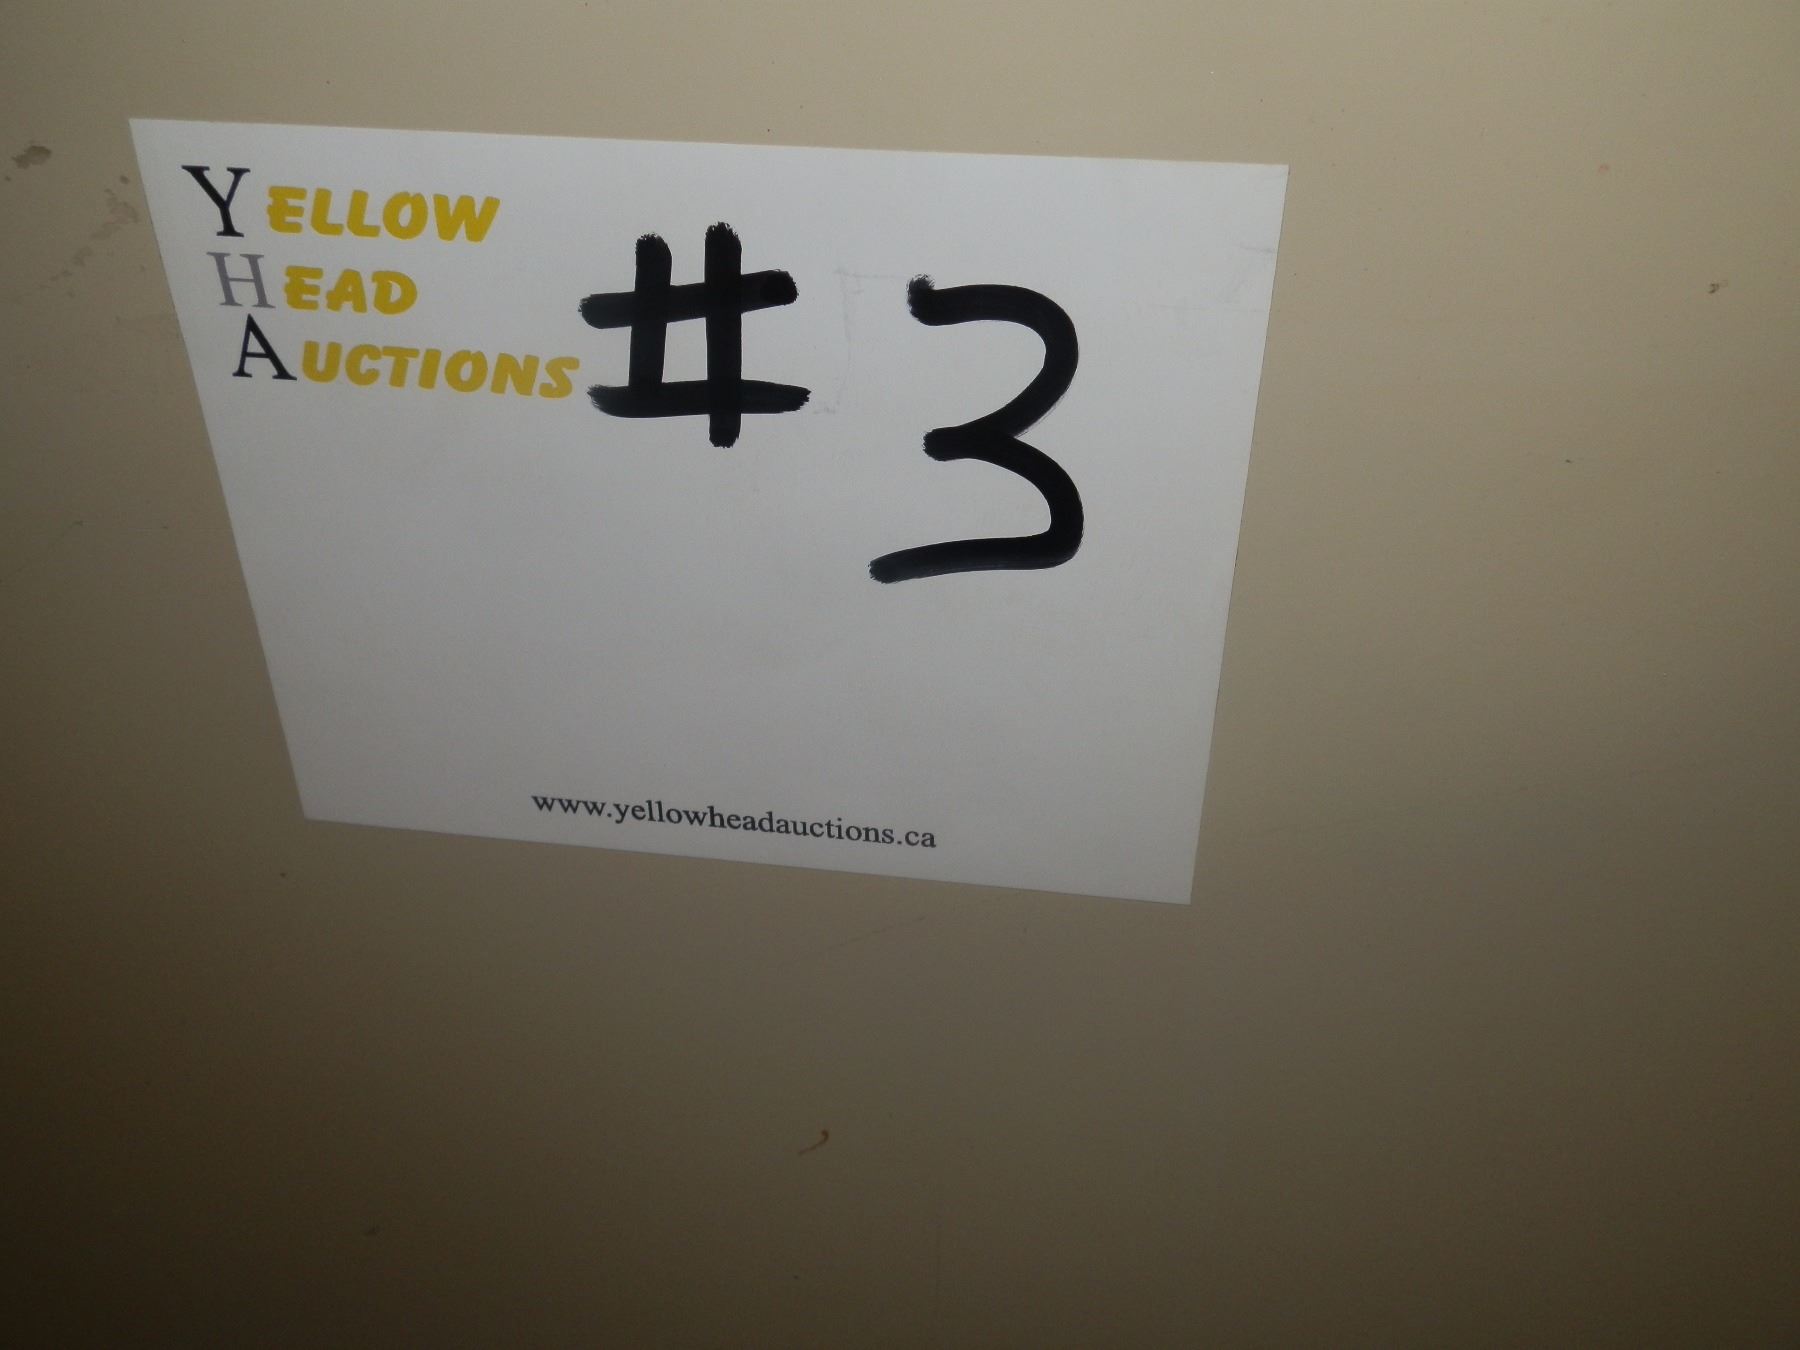 YELLOW
HEAD
AUCTIONS
# 3
www.yellowheadauctions.ca